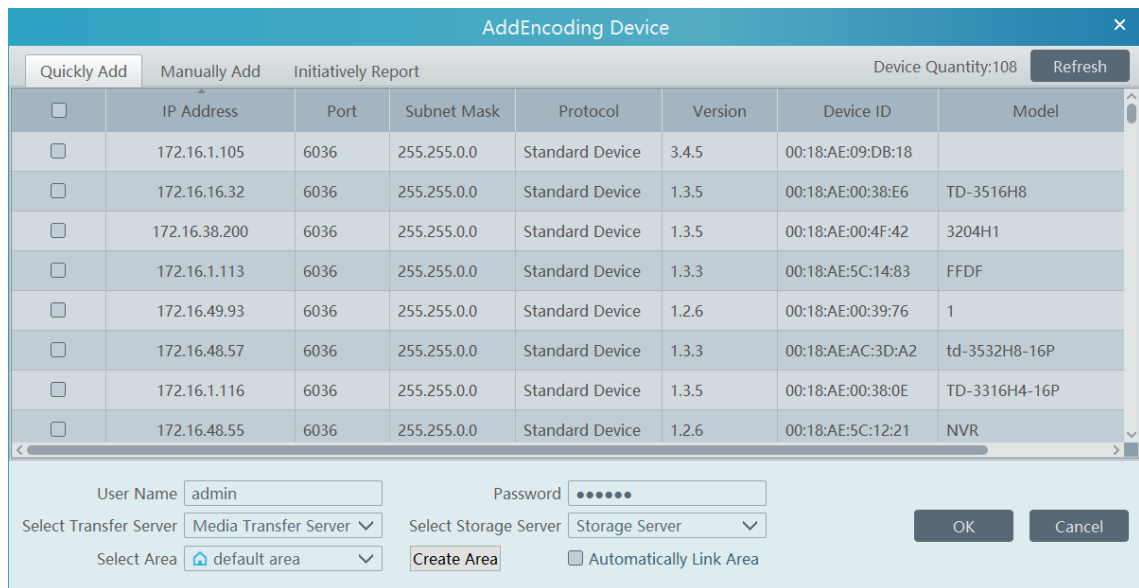 AddEncoding Device
Quickly Add Manually Add Initiatively Report Device Quantity:108 Refresh
IP Address Port Subnet Mask Protocol Version Device ID Model
172.16.1.105 6036 255.255.0.0 Standard Device 3.4.5 00:18:AE:09:DB:18
172.16.16.32 6036 255.255.0.0 Standard Device 1.3.5 00:18:AE:00:38:E6 TD-3516H8
172.16.38.200 6036 255.255.0.0 Standard Device 1.3.5 00:18:AE:00:4F:42 3204H1
172.16.1.113 6036 255.255.0.0 Standard Device 1.3.3 00:18:AE:5C:14:83 FFDF
172.16.49.93 6036 255.255.0.0 Standard Device 1.2.6 00:18:AE:00:39:76 1
172.16.48.57 6036 255.255.0.0 Standard Device 1.3.3 00:18:AE:AC:3D:A2 td-3532H8-16P
172.16.1.116 6036 255.255.0.0 Standard Device 1.3.5 00:18:AE:00:38:0E TD-3316H4-16P
172.16.48.55 6036 255.255.0.0 Standard Device 1.2.6 00:18:AE:5C:12:21 NVR
User Name admin Password ●●●●●●
Select Transfer Server Media Transfer Server Select Storage Server Storage Server OK Cancel
Select Area default area Create Area Automatically Link Area